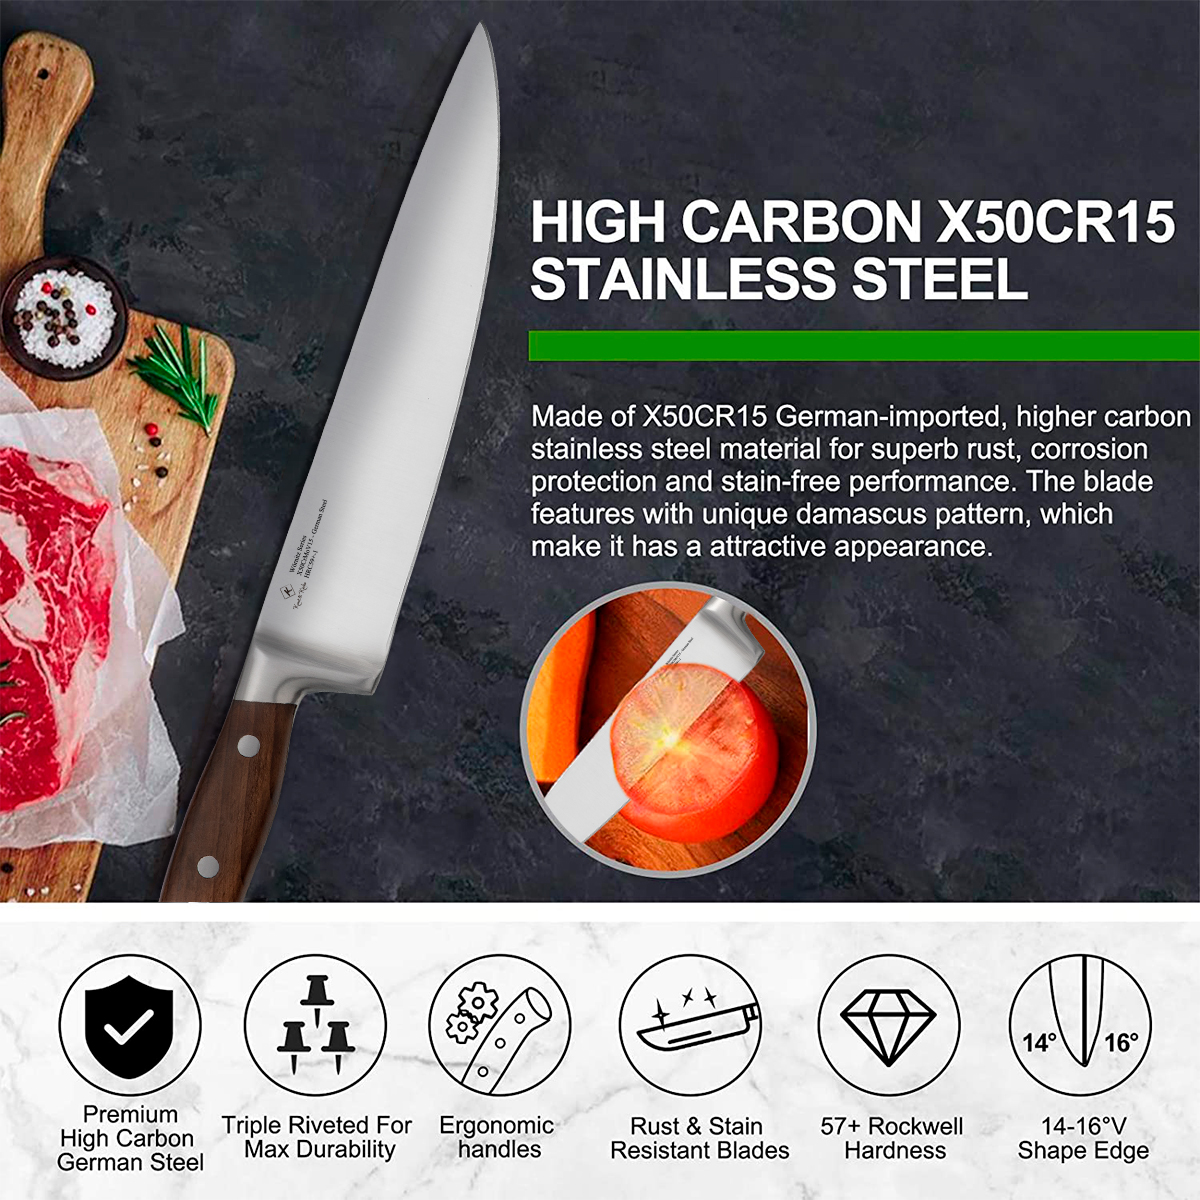 HIGH CARBON X50CR15
STAINLESS STEEL
Made of X50CR15 German-imported, higher carbon
stainless steel material for superb rust, corrosion
protection and stain-free performance. The blade
features with unique damascus pattern, which
make it has a attractive appearance.
X50CrMoV15 - German Steel
14°
16°
Premium
High Carbon
German Steel
Triple Riveted For
Max Durability
Ergonomic
handles
Rust & Stain
Resistant Blades
57+ Rockwell
Hardness
14-16°V
Shape Edge